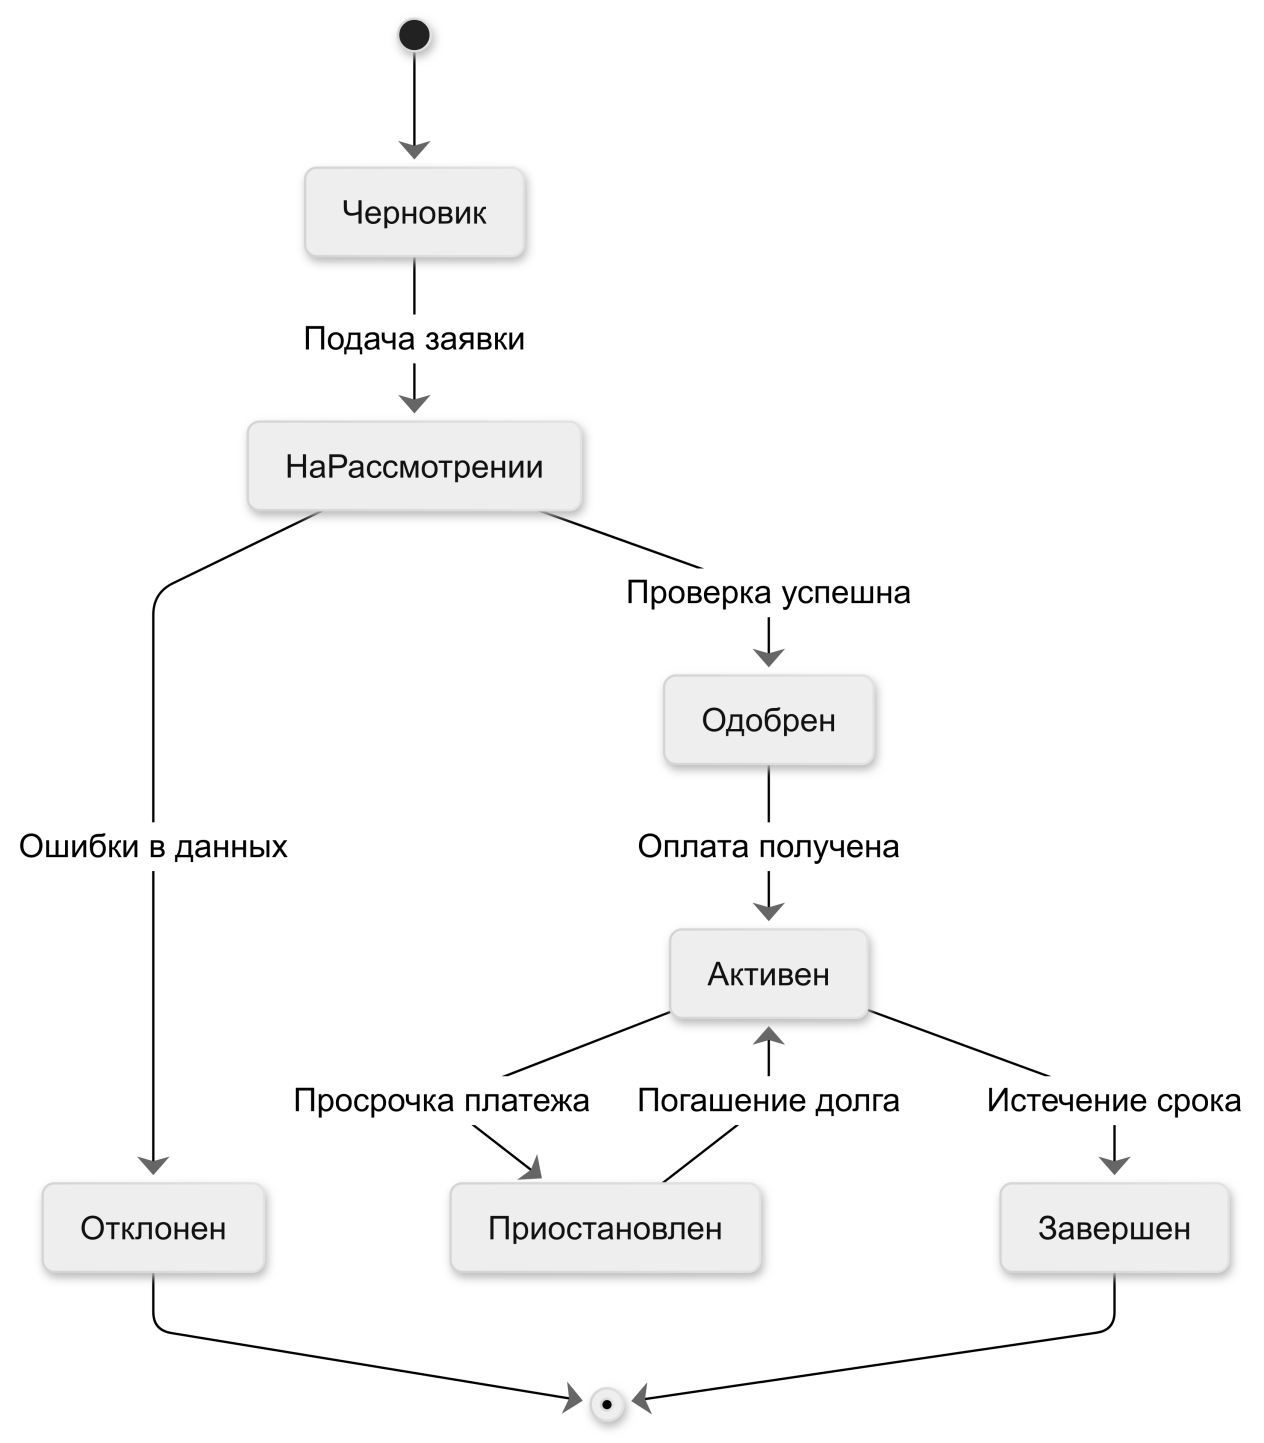 Черновик
Подача заявки
НаРассмотрении
Проверка успешна
Одобрен
Ошибки в данных
Оплата получена
Активен
Просрочка платежа
Погашение долга
Истечение срока
Отклонен
Приостановлен
Завершен